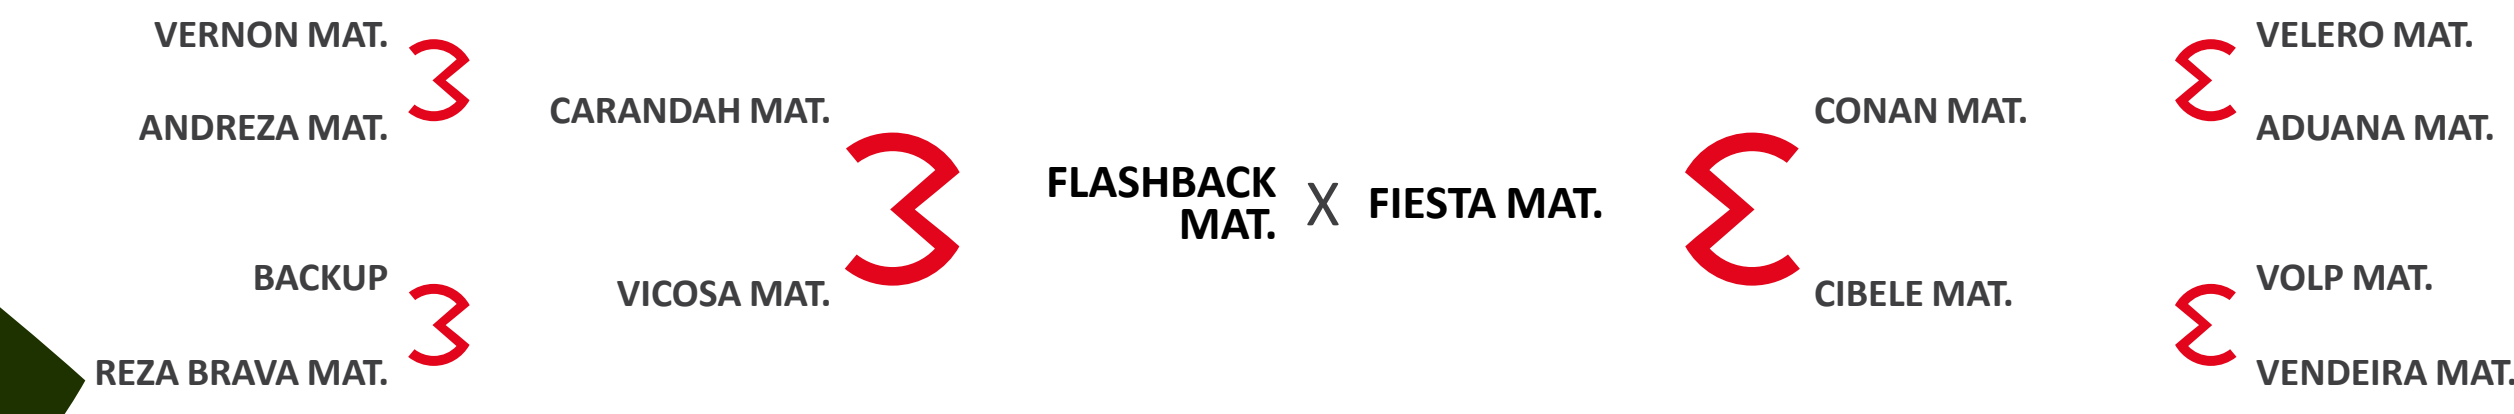 VERNON MAT.
ANDREZA MAT.
CARANDAH MAT.
BACKUP
REZA BRAVA MAT.
VICOSA MAT.
FLASHBACK
MAT.
X
FIESTA MAT.
CONAN MAT.
CIBELE MAT.
VELERO MAT.
ADUANA MAT.
VOLP MAT.
VENDEIRA MAT.